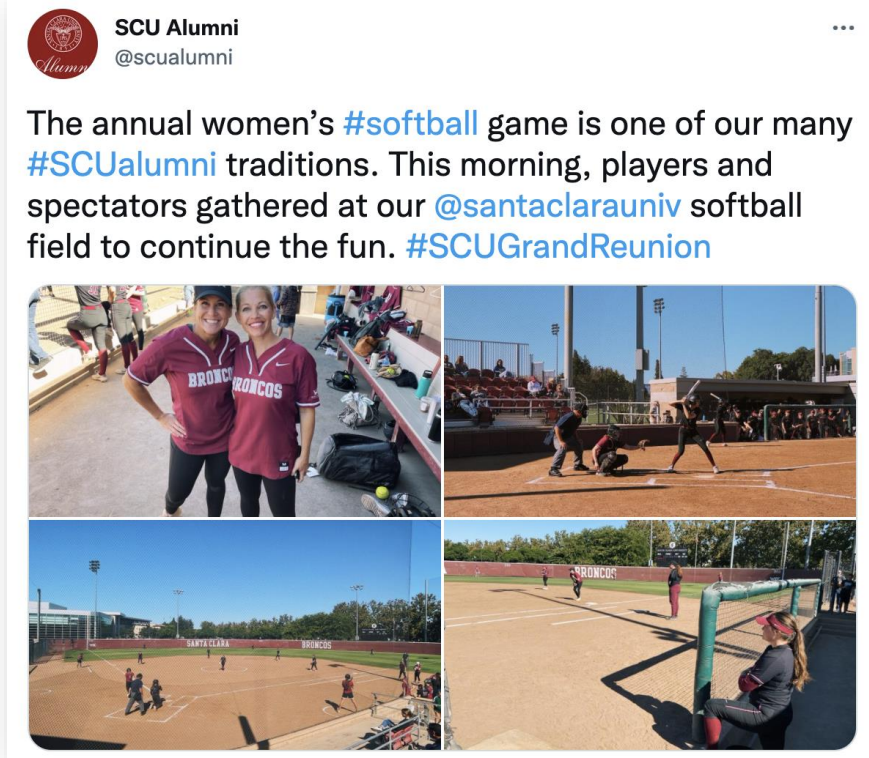 SCU Alumni
@scualumni
The annual women’s #softball game is one of our many
#SCUalumni traditions. This morning, players and
spectators gathered at our @santaclarauniv softball
field to continue the fun. #SCUGrandReunion
Alumni
BRONCO
BRONCOS
SANTA CLARA
BRONCOS
BRONCOS